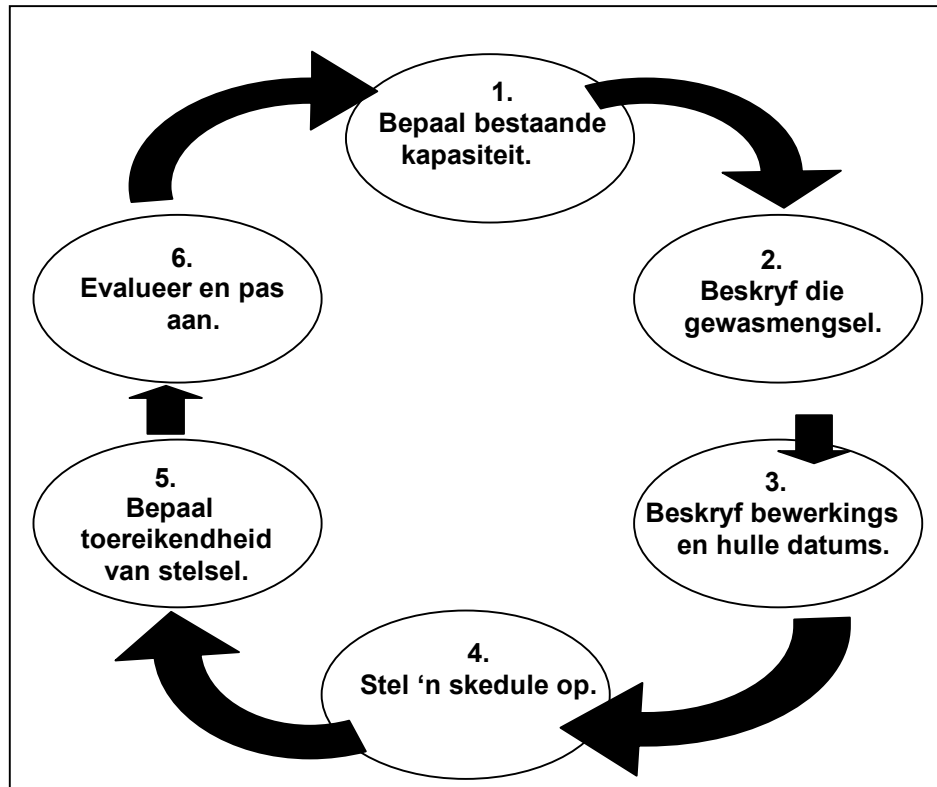 1.
Bepaal bestaande
kapasiteit.
2.
Beskryf die
gewasmengsel.
3.
Beskryf bewerkings
en hulle datums.
4.
Stel ‘n skedule op.
5.
Bepaal
toereikendheid
van stelsel.
6.
Evalueer en pas
aan.